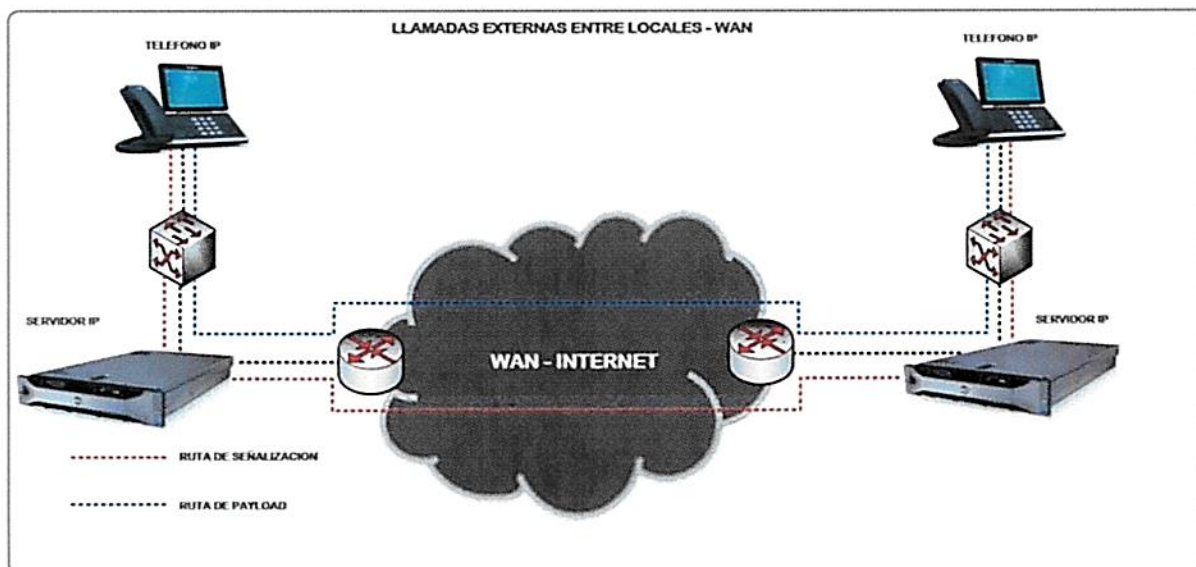 LLAMADAS EXTERNAS ENTRE LOCALES - WAN
TELEFONO IP
TELEFONO IP
SERVIDOR IP
SERVIDOR IP
WAN - INTERNET
RUTA DE SEÑALIZACION
RUTA DE PAYLOAD